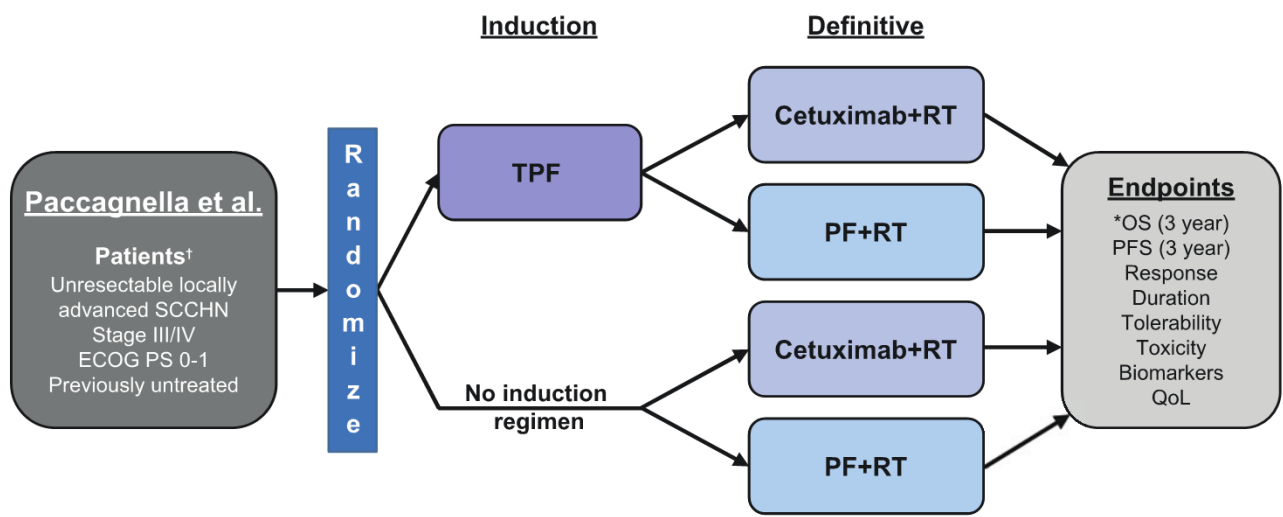 Induction
Definitive
Paccagnella et al.
Patients†
Unresectable locally
advanced SCCHN
Stage III/IV
ECOG PS 0-1
Previously untreated
Randomize
TPF
No induction
regimen
Cetuximab+RT
PF+RT
Cetuximab+RT
PF+RT
Endpoints
*OS (3 year)
PFS (3 year)
Response
Duration
Tolerability
Toxicity
Biomarkers
QoL